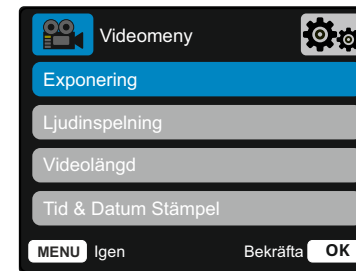 Videomeny
Exponering
Ljudinspelning
Videolängd
Tid & Datum Stämpel
MENU Igen Bekräfta OK